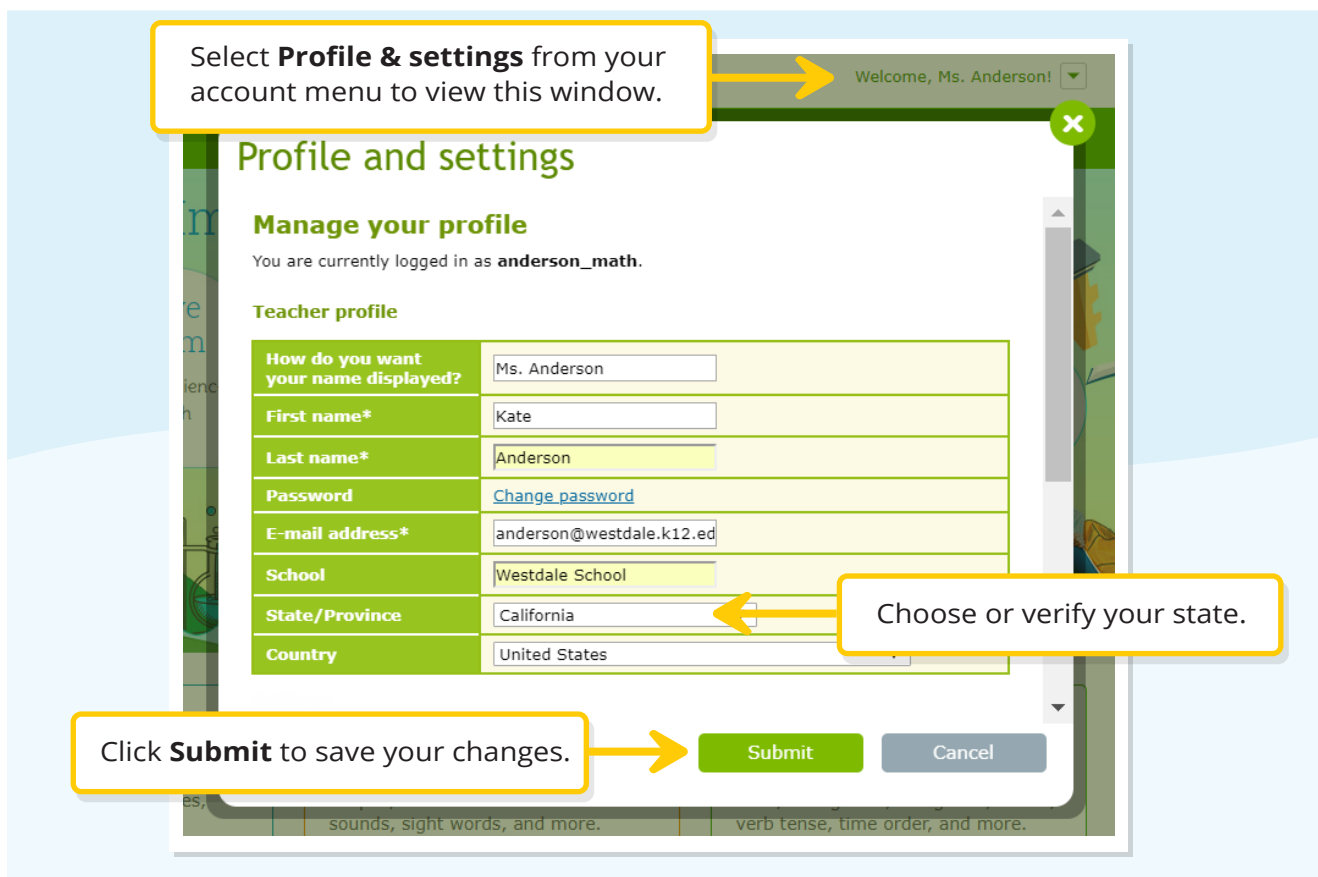 Select Profile & settings from your
account menu to view this window.
Welcome, Ms. Anderson!
Profile and settings
Manage your profile
You are currently logged in as anderson_math.
Teacher profile
How do you want
your name displayed?
Ms. Anderson
First name*
Kate
Last name*
Anderson
Password
Change password
E-mail address*
anderson@westdale.k12.ed
School
Westdale School
State/Province
California
Choose or verify your state.
Country
United States
Click Submit to save your changes.
Submit
Cancel
sounds, sight words, and more.
verb tense, time order, and more.